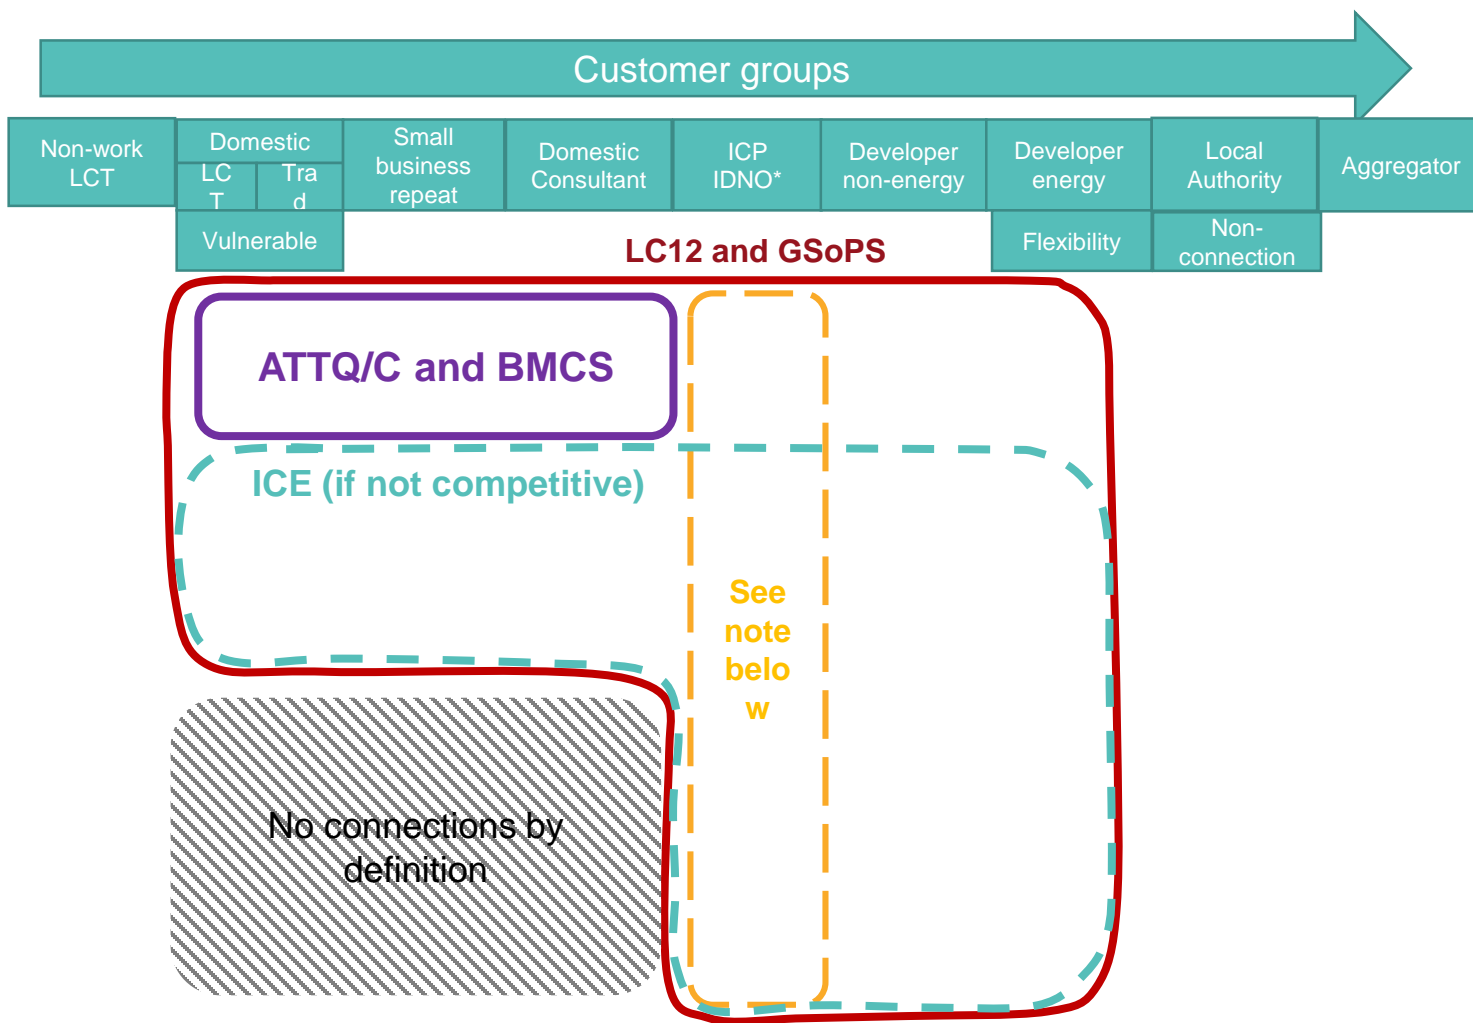 Customer groups
Non-work
LCT
Domestic
LC
T
Tra
d
Vulnerable
Small
business
repeat
Domestic
Consultant
ICP
IDNO*
Developer
non-energy
Developer
energy
Flexibility
Local
Authority
Non-
connection
Aggregator
LC12 and GSoPS
ATTQ/C and BMCS
ICE (if not competitive)
See
note
belo
w
No connections by
definition